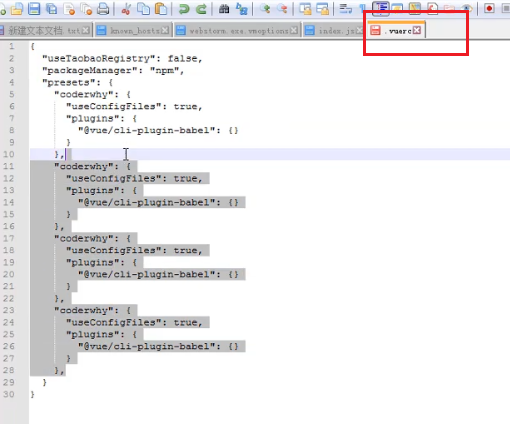 新建文本文档.txt known_hosts webstorm.exe.vmoptions index.js .vuerc
1 {
2 "useTaobaoRegistry": false,
3 "packageManager": "npm",
4 "presets": {
5 "coderwhy": {
6 "useConfigFiles": true,
7 "plugins": {
8 "@vue/cli-plugin-babel": {}
9 }
10 },
11 "coderwhy": {
12 "useConfigFiles": true,
13 "plugins": {
14 "@vue/cli-plugin-babel": {}
15 }
16 },
17 "coderwhy": {
18 "useConfigFiles": true,
19 "plugins": {
20 "@vue/cli-plugin-babel": {}
21 }
22 },
23 "coderwhy": {
24 "useConfigFiles": true,
25 "plugins": {
26 "@vue/cli-plugin-babel": {}
27 }
28 },
29 }
30 }